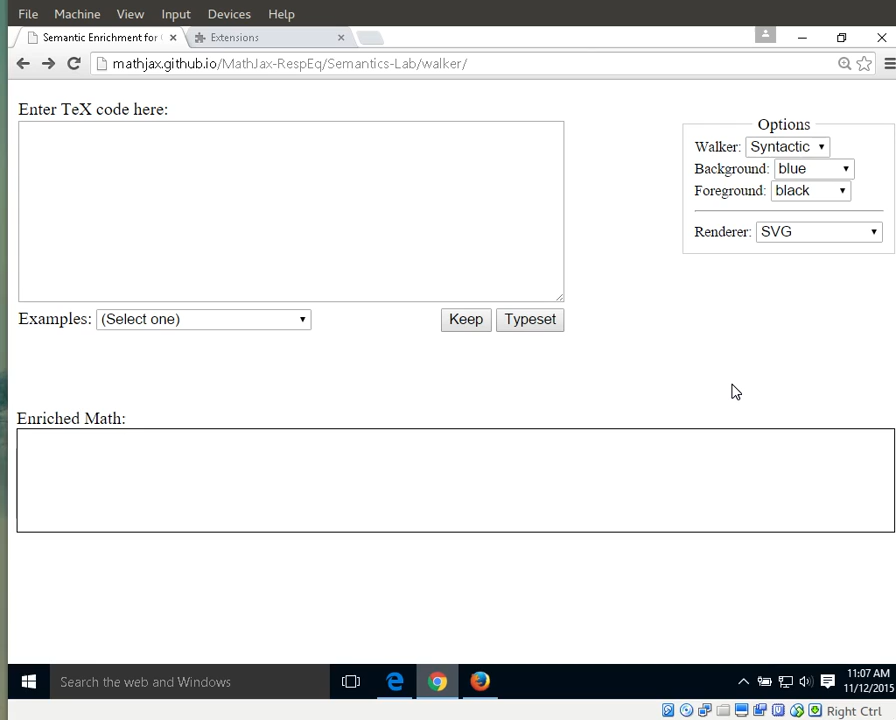 File Machine View Input Devices Help
Semantic Enrichment for
Extensions
mathjax.github.io/MathJax-RespEq/Semantics-Lab/walker/
Enter TeX code here:
Options
Walker: Syntactic
Background: blue
Foreground: black
Renderer: SVG
Examples: (Select one) Keep Typeset
Enriched Math:
Search the web and Windows
11:07 AM
11/12/2015
Right Ctrl